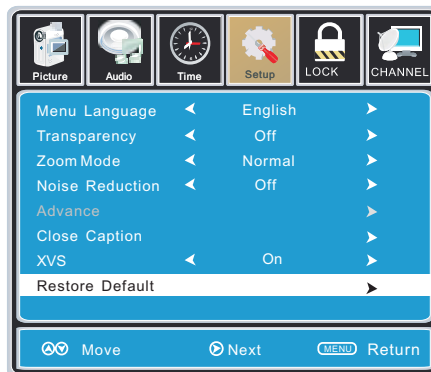 Picture Audio Time Setup LOCK CHANNEL
Menu Language English
Transparency Off
Zoom Mode Normal
Noise Reduction Off
Advance
Close Caption
XVS On
Restore Default
Move Next MENU Return